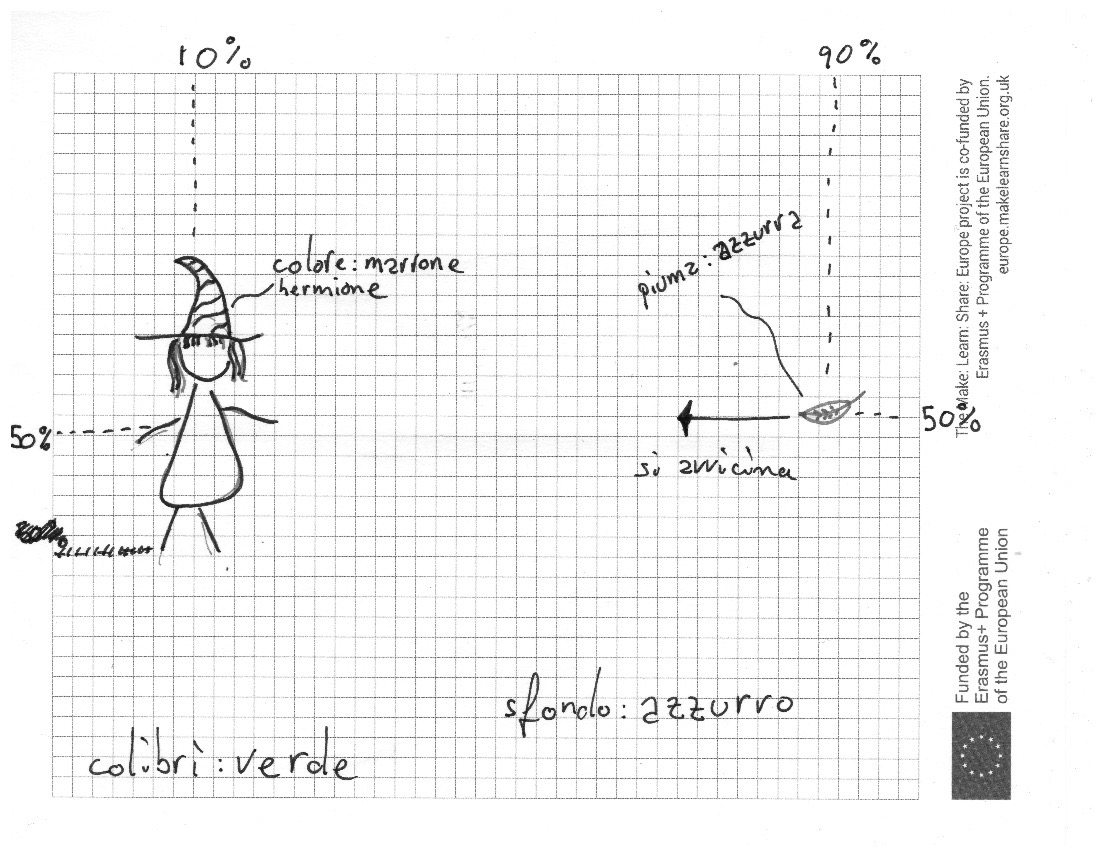 10%
90%
colore: marrone
hermione
piuma: azzurra
50%
50%
si avvicina
sfondo: azzurro
colibrì: verde
The Make: Learn: Share: Europe project is co-funded by
Erasmus + Programme of the European Union.
europe.makelearnshare.org.uk
Funded by the
Erasmus+ Programme
of the European Union